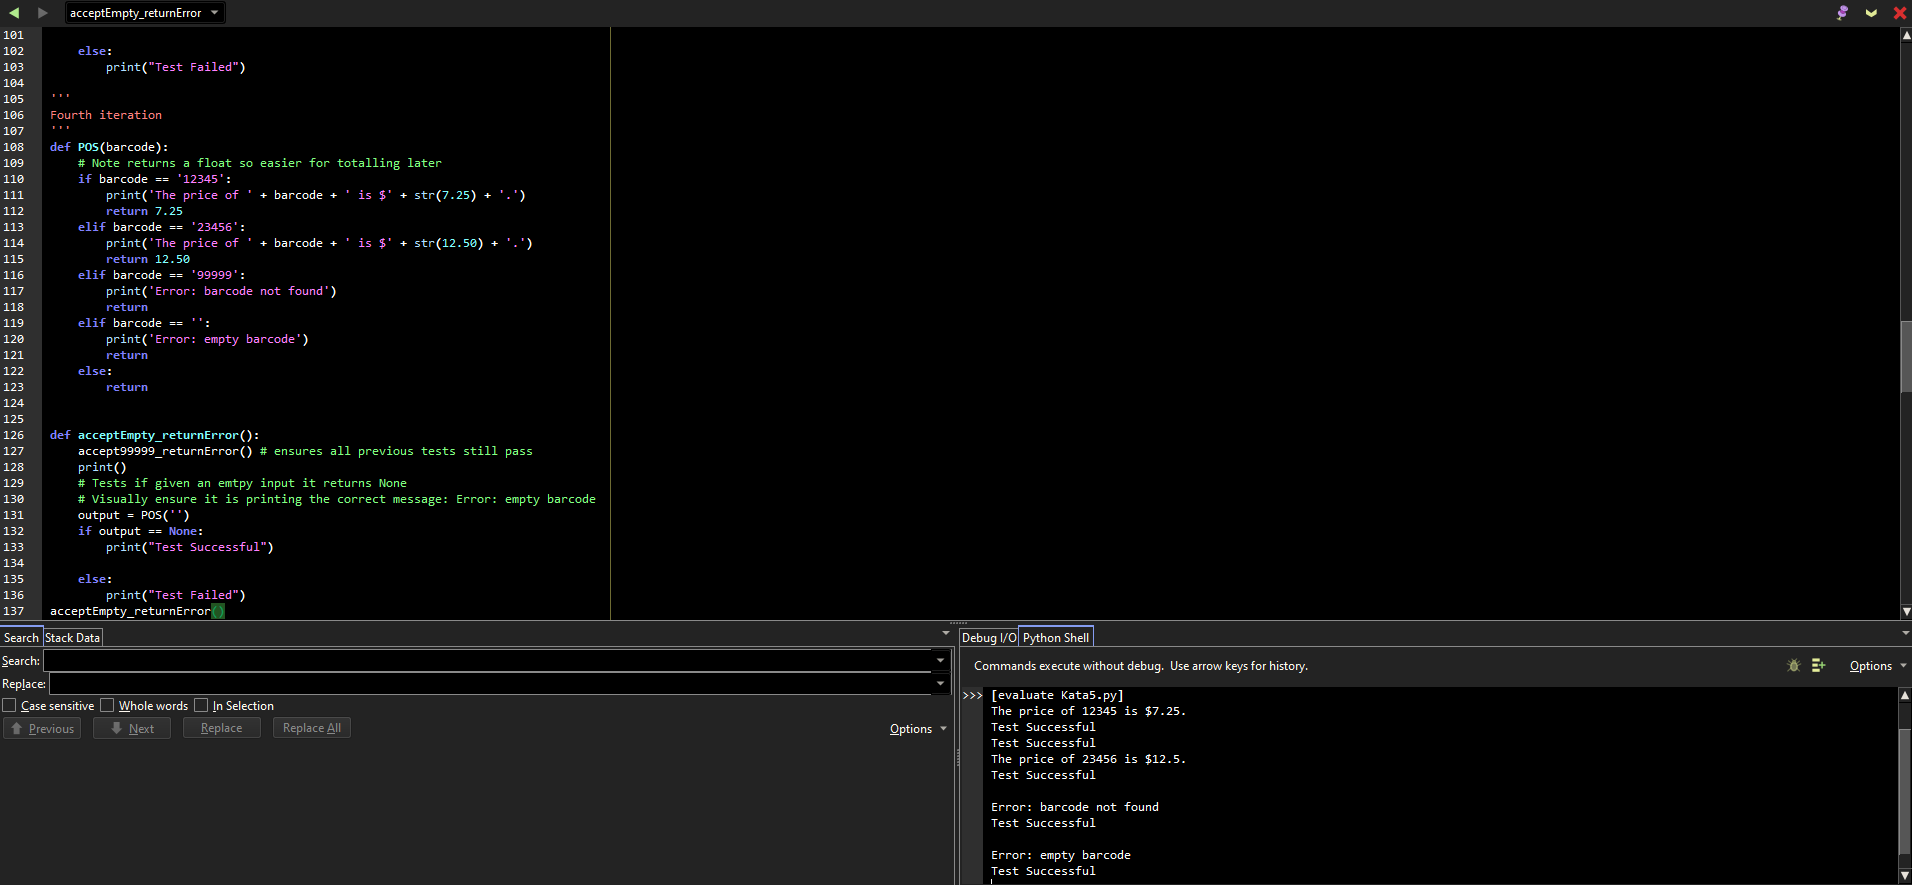 acceptEmpty_returnError
101
102     else:
103         print("Test Failed")
104
105 '''
106 Fourth iteration
107 '''
108 def POS(barcode):
109     # Note returns a float so easier for totalling later
110     if barcode == '12345':
111         print('The price of ' + barcode + ' is $' + str(7.25) + '.')
112         return 7.25
113     elif barcode == '23456':
114         print('The price of ' + barcode + ' is $' + str(12.50) + '.')
115         return 12.50
116     elif barcode == '99999':
117         print('Error: barcode not found')
118         return
119     elif barcode == '':
120         print('Error: empty barcode')
121         return
122     else:
123         return
124
125
126 def acceptEmpty_returnError():
127     accept99999_returnError() # ensures all previous tests still pass
128     print()
129     # Tests if given an emtpy input it returns None
130     # Visually ensure it is printing the correct message: Error: empty barcode
131     output = POS('')
132     if output == None:
133         print("Test Successful")
134
135     else:
136         print("Test Failed")
137 acceptEmpty_returnError()
Search Stack Data
Search:
Replace:
Case sensitive Whole words In Selection
Previous Next Replace Replace All Options
Debug I/O Python Shell
Commands execute without debug. Use arrow keys for history. Options
>>> [evaluate Kata5.py]
The price of 12345 is $7.25.
Test Successful
Test Successful
The price of 23456 is $12.5.
Test Successful
Error: barcode not found
Test Successful
Error: empty barcode
Test Successful